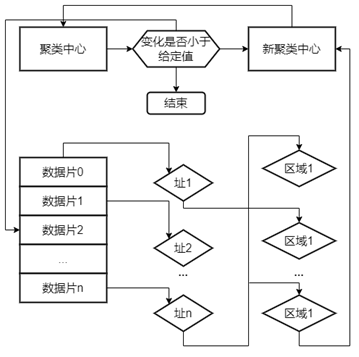 聚类中心
变化是否小于
给定值
新聚类中心
结束
数据片0
数据片1
数据片2
...
数据片n
址1
址2
...
址n
区域1
区域1
...
区域1